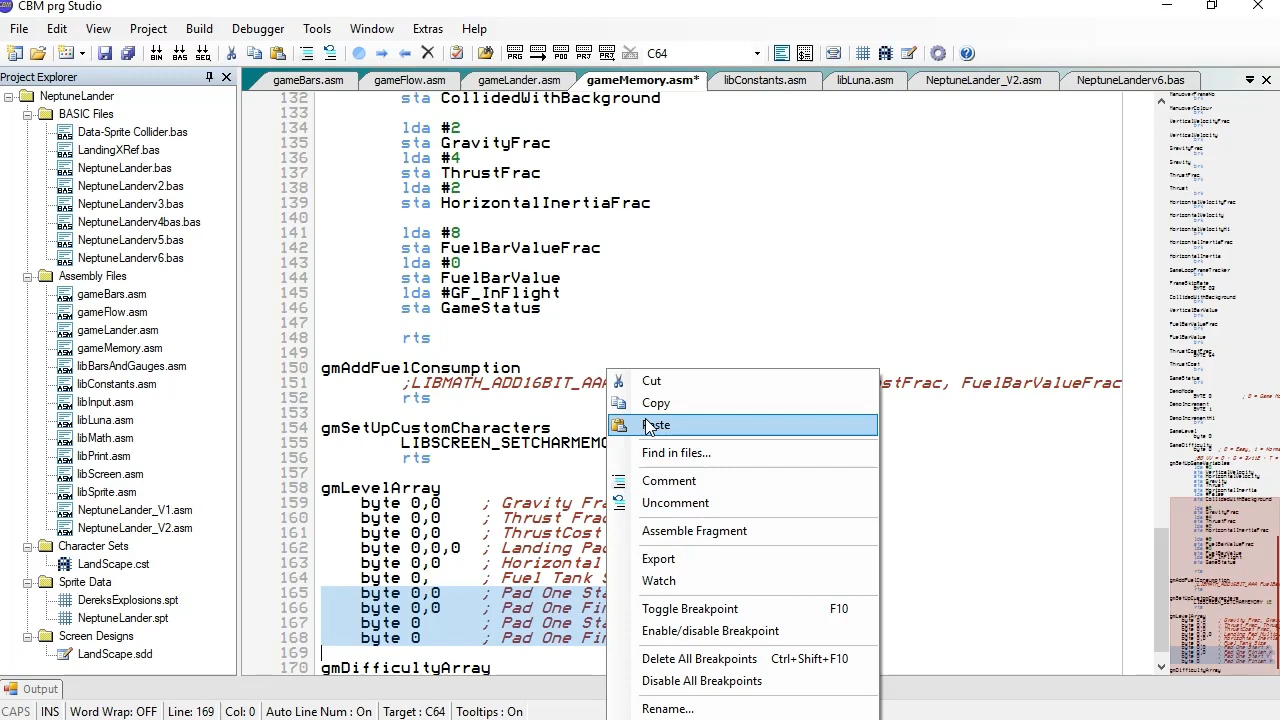 CBM prg Studio
File Edit View Project Build Debugger Tools Window Extras Help
C64
Project Explorer
gameBars.asm gameFlow.asm gameLander.asm gameMemory.asm* libConstants.asm libLuna.asm NeptuneLander_V2.asm NeptuneLanderv6.bas
NeptuneLander
BASIC Files
Data-Sprite Collider.bas
LandingXRef.bas
NeptuneLander.bas
NeptuneLanderv2.bas
NeptuneLanderv3.bas
NeptuneLanderv4bas.bas
NeptuneLanderv5.bas
NeptuneLanderv6.bas
Assembly Files
gameBars.asm
gameFlow.asm
gameLander.asm
gameMemory.asm
libBarsAndGauges.asm
libConstants.asm
libInput.asm
libLuna.asm
libMath.asm
libPrint.asm
libScreen.asm
libSprite.asm
NeptuneLander_V1.asm
NeptuneLander_V2.asm
Character Sets
LandScape.cst
Sprite Data
DereksExplosions.spt
NeptuneLander.spt
Screen Designs
LandScape.sdd
132 sta CollidedWithBackground
133
134 lda #2
135 sta GravityFrac
136 lda #4
137 sta ThrustFrac
138 lda #2
139 sta HorizontalInertiaFrac
140
141 lda #8
142 sta FuelBarValueFrac
143 lda #0
144 sta FuelBarValue
145 lda #GF_InFlight
146 sta GameStatus
147
148 rts
149
150 gmAddFuelConsumption
151 ;LIBMATH_ADD16BIT_AAA stFrac, FuelBarValueFrac
152 rts
153
154 gmSetUpCustomCharacters
155 LIBSCREEN_SETCHARMEMO
156 rts
157
158 gmLevelArray
159 byte 0,0 ; Gravity Fra
160 byte 0,0 ; Thrust Frac
161 byte 0,0 ; ThrustCost
162 byte 0,0,0 ; Landing Pad
163 byte 0,0 ; Horizontal
164 byte 0, ; Fuel Tank S
165 byte 0,0 ; Pad One Sta
166 byte 0,0 ; Pad One Fin
167 byte 0 ; Pad One Sta
168 byte 0 ; Pad One Fin
169
170 gmDifficultyArray
Cut
Copy
Paste
Find in files...
Comment
Uncomment
Assemble Fragment
Export
Watch
Toggle Breakpoint F10
Enable/disable Breakpoint
Delete All Breakpoints Ctrl+Shift+F10
Disable All Breakpoints
Rename...
Output
CAPS INS Word Wrap: OFF Line: 169 Col: 0 Auto Line Num : On Target : C64 Tooltips : On